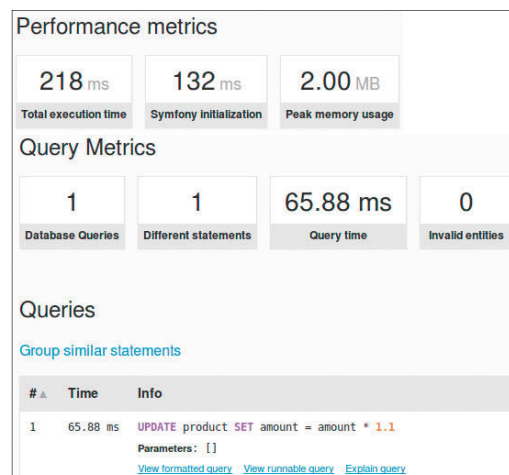 Performance metrics
218 ms 132 ms 2.00 MB
Total execution time Symfony initialization Peak memory usage
Query Metrics
1 1 65.88 ms 0
Database Queries Different statements Query time Invalid entities
Queries
Group similar statements
#▲ Time Info
1 65.88 ms UPDATE product SET amount = amount * 1.1
Parameters: []
View formatted query View runnable query Explain query